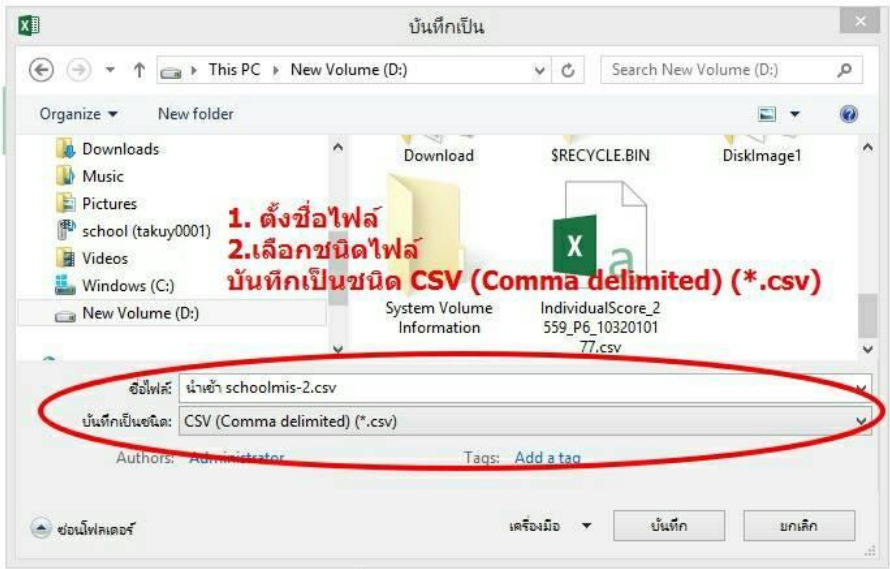 บันทึกเป็น
This PC
New Volume (D:)
Search New Volume (D:)
Organize
New folder
Downloads
Music
Pictures
school (takuy0001)
Videos
Windows (C:)
New Volume (D:)
Download
$RECYCLE.BIN
DiskImage1
1. ตั้งชื่อไฟล์
2.เลือกชนิดไฟล์
บันทึกเป็นชนิด CSV (Comma delimited) (*.csv)
System Volume
Information
IndividualScore_2
559_P6_10320101
77.csv
ชื่อไฟล์: นำเข้า schoolmis-2.csv
บันทึกเป็นชนิด: CSV (Comma delimited) (*.csv)
Authors: Administrator
Tags: Add a tag
ซ่อนโฟลเดอร์
เครื่องมือ
บันทึก
ยกเลิก